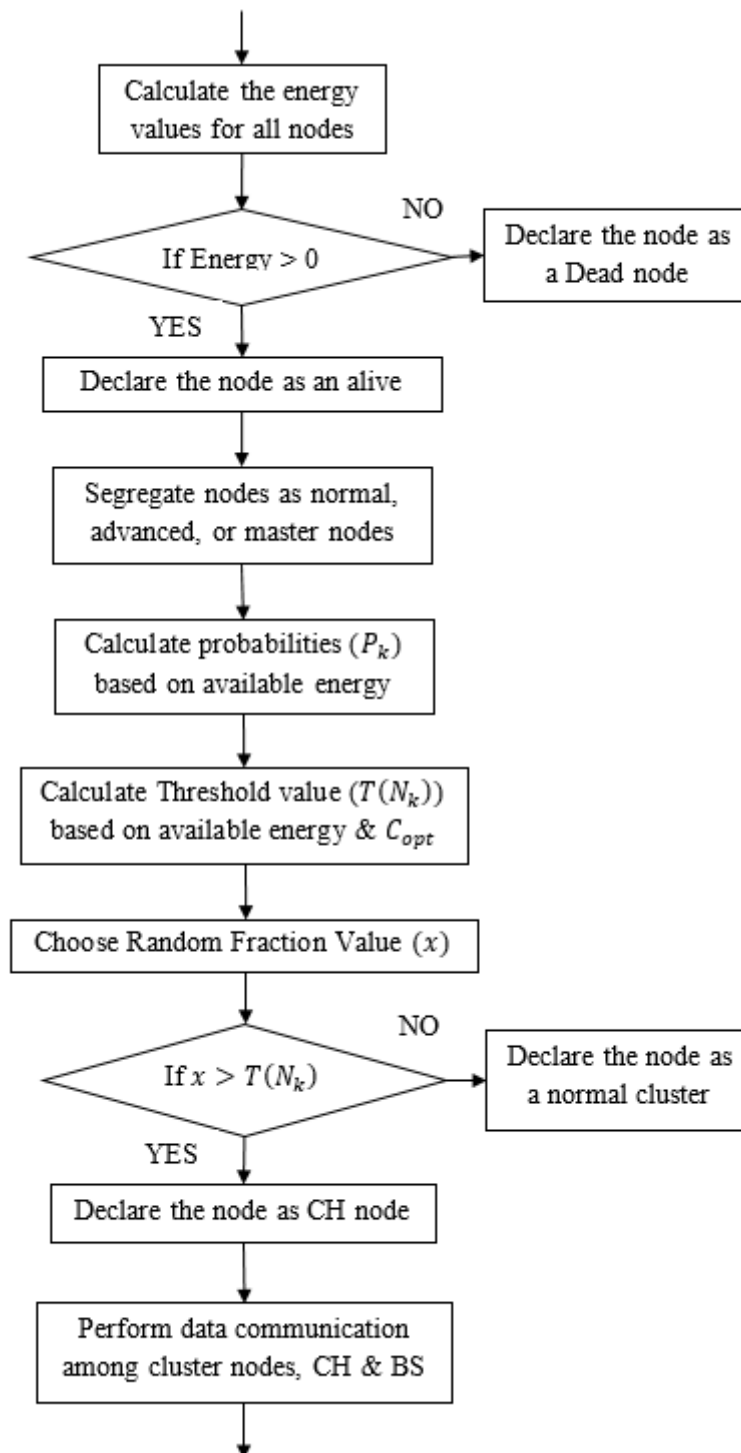 Calculate the energy
values for all nodes
If Energy > 0
NO
Declare the node as
a Dead node
YES
Declare the node as an alive
Segregate nodes as normal,
advanced, or master nodes
Calculate probabilities (P_k)
based on available energy
Calculate Threshold value (T(N_k))
based on available energy & C_opt
Choose Random Fraction Value (x)
If x > T(N_k)
NO
Declare the node as
a normal cluster
YES
Declare the node as CH node
Perform data communication
among cluster nodes, CH & BS